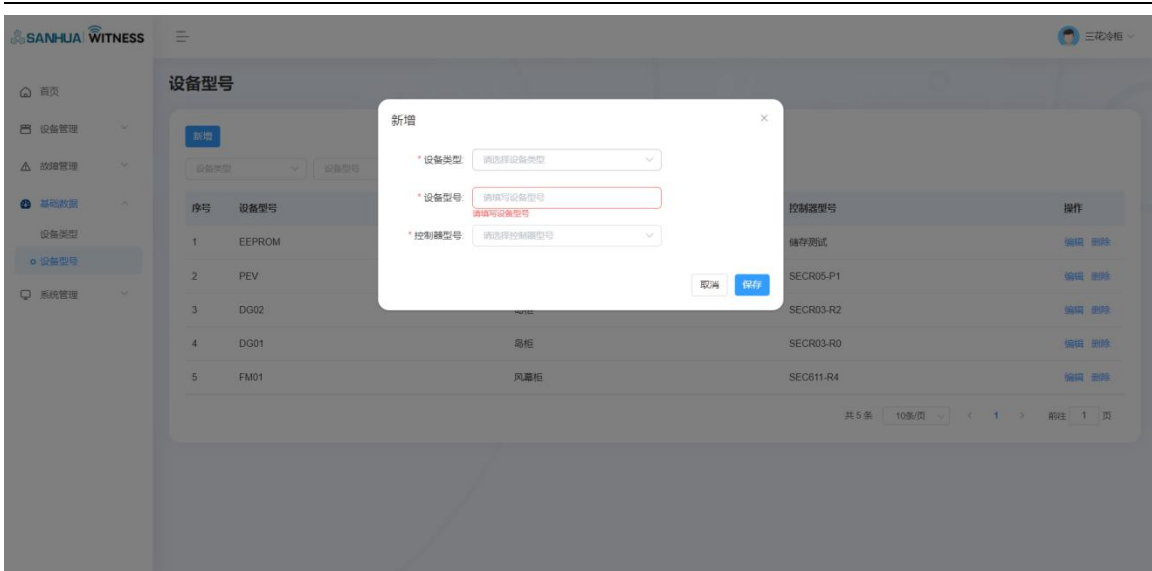 SANHUA WITNESS
三花冷柜
首页
设备管理
故障管理
基础数据
设备类型
设备型号
系统管理
设备型号
新增
设备类型 设备型号
序号 设备型号 控制器型号 操作
1 EEPROM 储存测试 编辑 删除
2 PEV SECR05-P1 编辑 删除
3 DG02 岛柜 SECR03-R2 编辑 删除
4 DG01 岛柜 SECR03-R0 编辑 删除
5 FM01 风幕柜 SEC611-R4 编辑 删除
共 5 条 10条/页 1 前往 1 页
新增
* 设备类型: 请选择设备类型
* 设备型号: 请填写设备型号
请填写设备型号
* 控制器型号: 请选择控制器型号
取消 保存